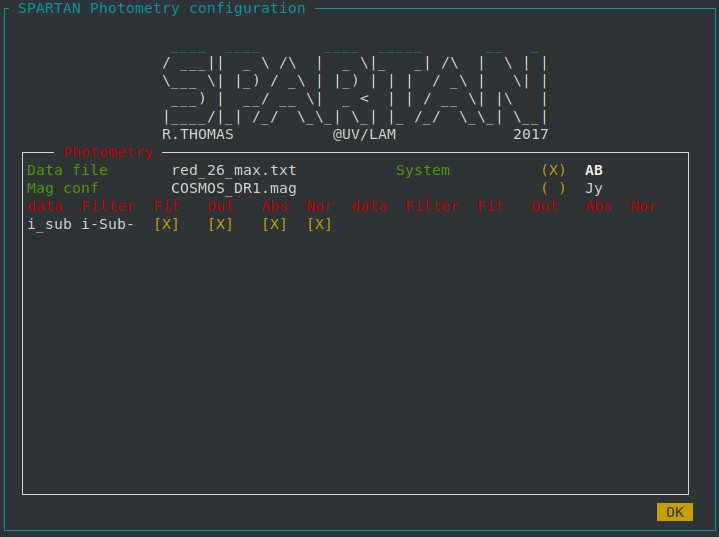 SPARTAN Photometry configuration
SPARTAN
R.THOMAS @UV/LAM 2017
Photometry
Data file red_26_max.txt System (X) AB
Mag conf COSMOS_DR1.mag ( ) Jy
data Filter Fit Out Abs Nor data Filter Fit Out Abs Nor
i_sub i-Sub- [X] [X] [X] [X]
OK